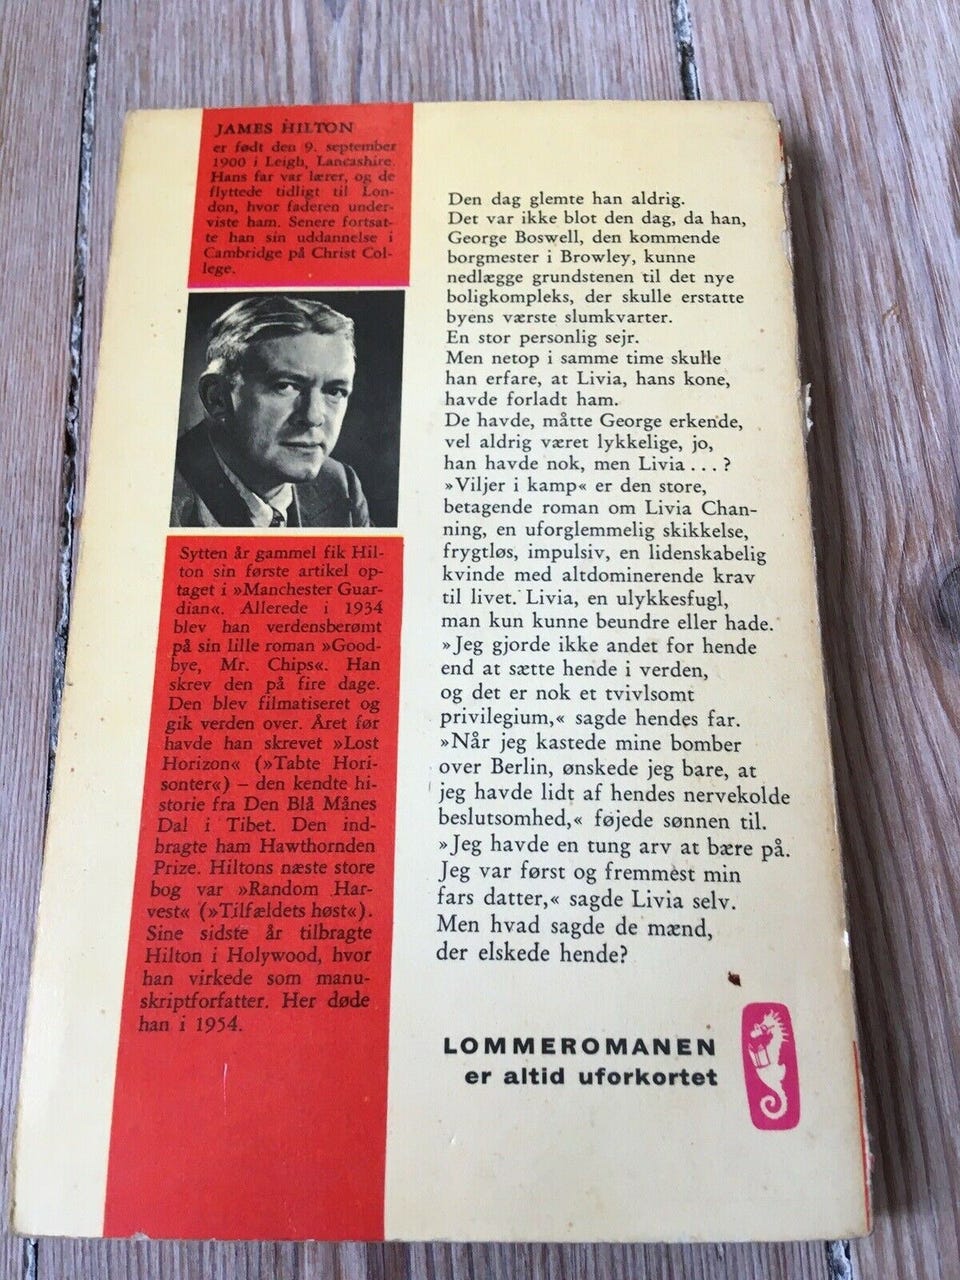 JAMES HILTON
er født den 9. september
1900 i Leigh, Lancashire.
Hans far var lærer, og de
flyttede tidligt til Lon-
don, hvor faderen under-
viste ham. Senere fortsat-
te han sin uddannelse i
Cambridge på Christ Col-
lege.
Sytten år gammel fik Hil-
ton sin første artikel op-
taget i »Manchester Guar-
dian«. Allerede i 1934
blev han verdensberømt
på sin lille roman »Good-
bye, Mr. Chips«. Han
skrev den på fire dage.
Den blev filmatiseret og
gik verden over. Året før
havde han skrevet »Lost
Horizon« (»Tabte Hori-
sonter«) – den kendte hi-
storie fra Den Blå Månes
Dal i Tibet. Den ind-
bragte ham Hawthornden
Prize. Hiltons næste store
bog var »Random Har-
vest« (»Tilfældets høst«).
Sine sidste år tilbragte
Hilton i Holywood, hvor
han virkede som manu-
skriptforfatter. Her døde
han i 1954.
Den dag glemte han aldrig.
Det var ikke blot den dag, da han,
George Boswell, den kommende
borgmester i Browley, kunne
nedlægge grundstenen til det nye
boligkompleks, der skulle erstatte
byens værste slumkvarter.
En stor personlig sejr.
Men netop i samme time skulle
han erfare, at Livia, hans kone,
havde forladt ham.
De havde, måtte George erkende,
vel aldrig været lykkelige, jo,
han havde nok, men Livia . . . ?
»Viljer i kamp« er den store,
betagende roman om Livia Chan-
ning, en uforglemmelig skikkelse,
frygtløs, impulsiv, en lidenskabelig
kvinde med altdominerende krav
til livet. Livia, en ulykkesfugl,
man kun kunne beundre eller hade.
»Jeg gjorde ikke andet for hende
end at sætte hende i verden,
og det er nok et tvivlsomt
privilegium,« sagde hendes far.
»Når jeg kastede mine bomber
over Berlin, ønskede jeg bare, at
jeg havde lidt af hendes nervekolde
beslutsomhed,« føjede sønnen til.
»Jeg havde en tung arv at bære på.
Jeg var først og fremmest min
fars datter,« sagde Livia selv.
Men hvad sagde de mænd,
der elskede hende?
LOMMEROMANEN
er altid uforkortet